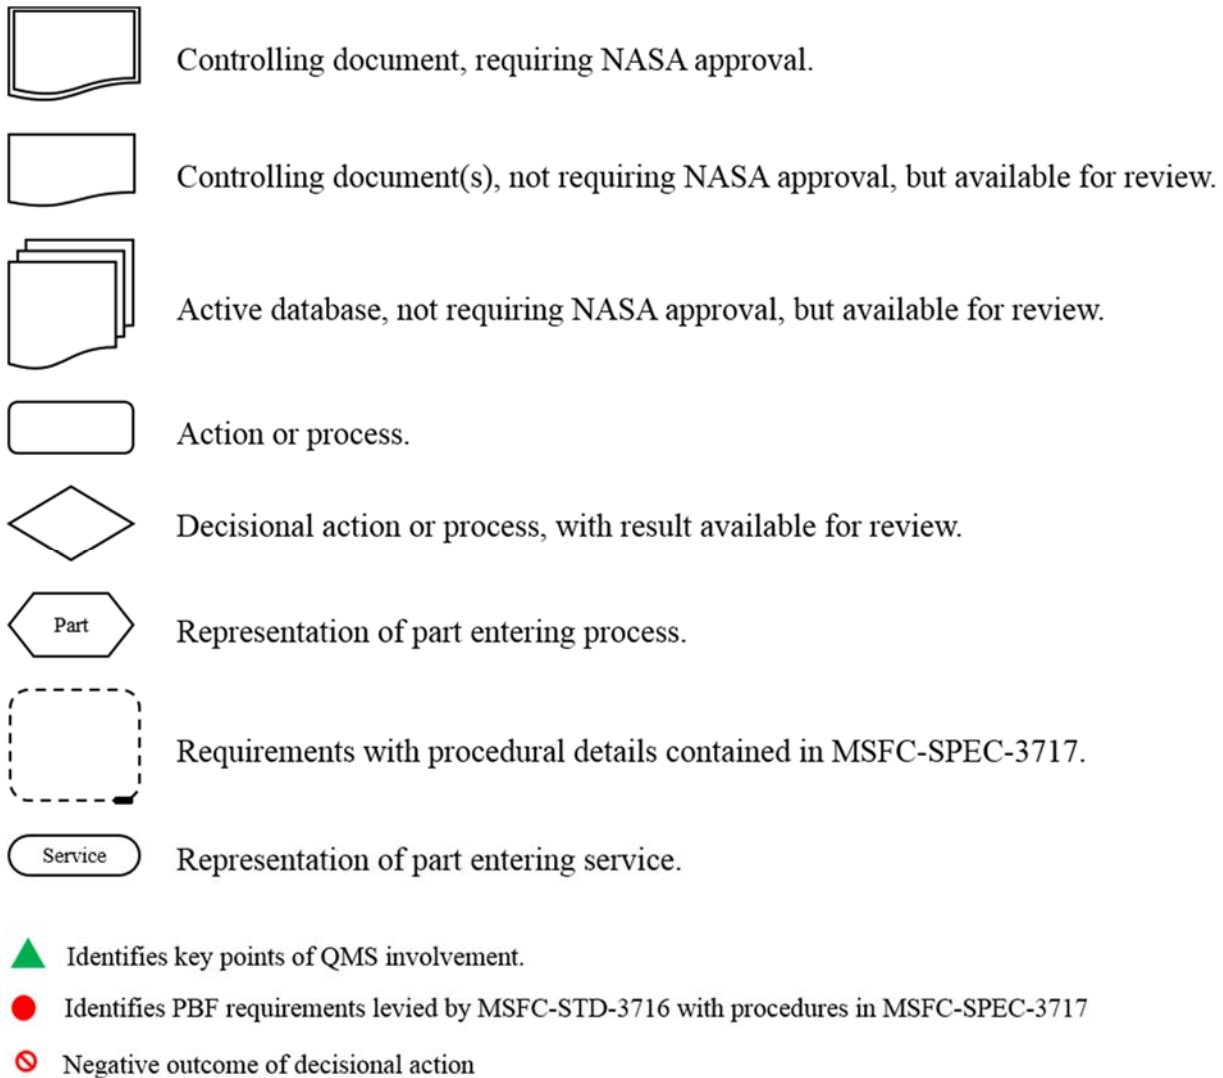 Controlling document, requiring NASA approval.
Controlling document(s), not requiring NASA approval, but available for review.
Active database, not requiring NASA approval, but available for review.
Action or process.
Decisional action or process, with result available for review.
Part
Representation of part entering process.
Requirements with procedural details contained in MSFC-SPEC-3717.
Service
Representation of part entering service.
Identifies key points of QMS involvement.
Identifies PBF requirements levied by MSFC-STD-3716 with procedures in MSFC-SPEC-3717
Negative outcome of decisional action